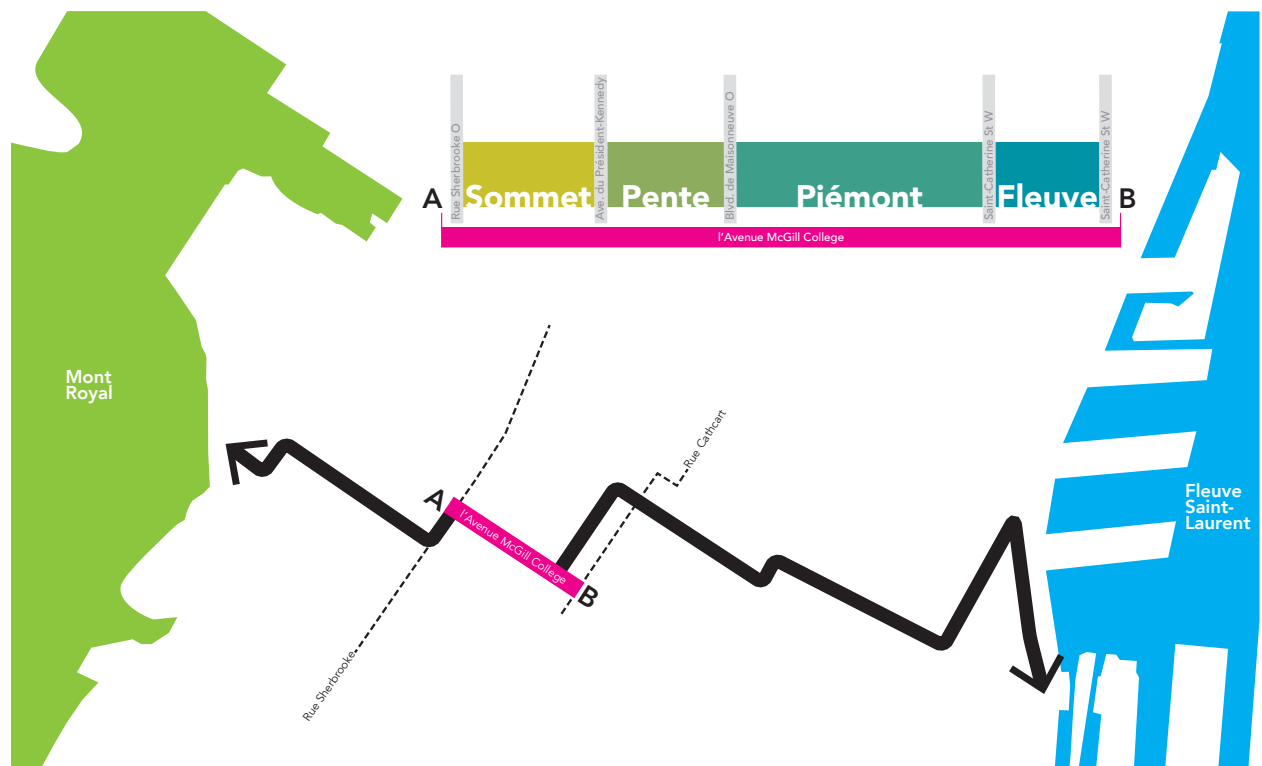 Rue Sherbrooke O
Ave. du Président-Kennedy
Blvd. de Maisonneuve O
Saint-Catherine St W
Saint-Catherine St W
A
Sommet
Pente
Piémont
Fleuve
B
l'Avenue McGill College
Mont
Royal
Rue Cathcart
A
l'Avenue McGill College
B
Fleuve
Saint-
Laurent
Rue Sherbrooke